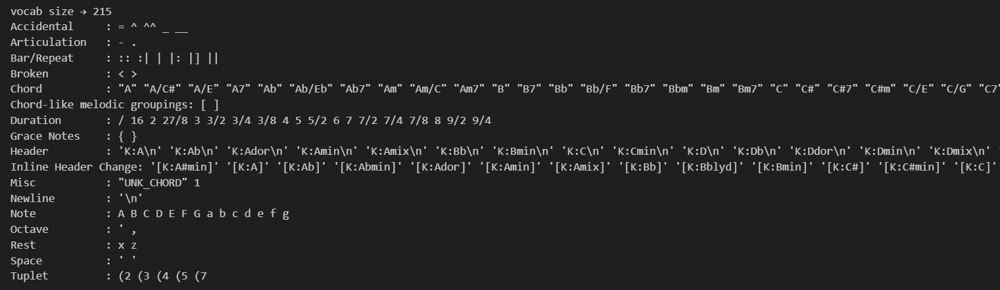 vocab size → 215
Accidental     : = ^ ^^ _ __
Articulation   : - .
Bar/Repeat     : :: :| | |: |] ||
Broken         : < >
Chord          : "A" "A/C#" "A/E" "A7" "Ab" "Ab/Eb" "Ab7" "Am" "Am/C" "Am7" "B" "B7" "Bb" "Bb/F" "Bb7" "Bbm" "Bm" "Bm7" "C" "C#" "C#7" "C#m" "C/E" "C/G" "C7"
Chord-like melodic groupings: [ ]
Duration       : / 16 2 27/8 3 3/2 3/4 3/8 4 5 5/2 6 7 7/2 7/4 7/8 8 9/2 9/4
Grace Notes    : { }
Header         : 'K:A\n' 'K:Ab\n' 'K:Ador\n' 'K:Amin\n' 'K:Amix\n' 'K:Bb\n' 'K:Bmin\n' 'K:C\n' 'K:Cmin\n' 'K:D\n' 'K:Db\n' 'K:Ddor\n' 'K:Dmin\n' 'K:Dmix\n' '
Inline Header Change: '[K:A#min]' '[K:A]' '[K:Ab]' '[K:Abmin]' '[K:Ador]' '[K:Amin]' '[K:Amix]' '[K:Bb]' '[K:Bblyd]' '[K:Bmin]' '[K:C#]' '[K:C#min]' '[K:C]'
Misc           : "UNK_CHORD" 1
Newline        : '\n'
Note           : A B C D E F G a b c d e f g
Octave         : ' ,
Rest           : x z
Space          : ' '
Tuplet         : (2 (3 (4 (5 (7